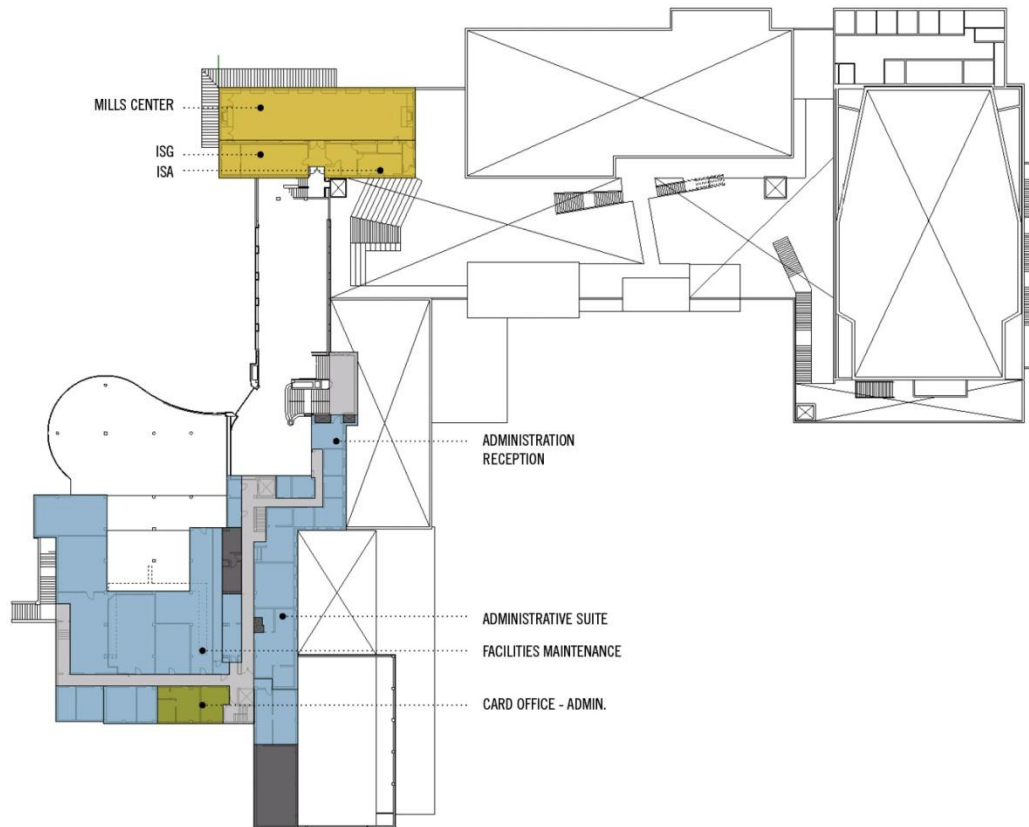 MILLS CENTER
ISG
ISA
ADMINISTRATION
RECEPTION
ADMINISTRATIVE SUITE
FACILITIES MAINTENANCE
CARD OFFICE - ADMIN.